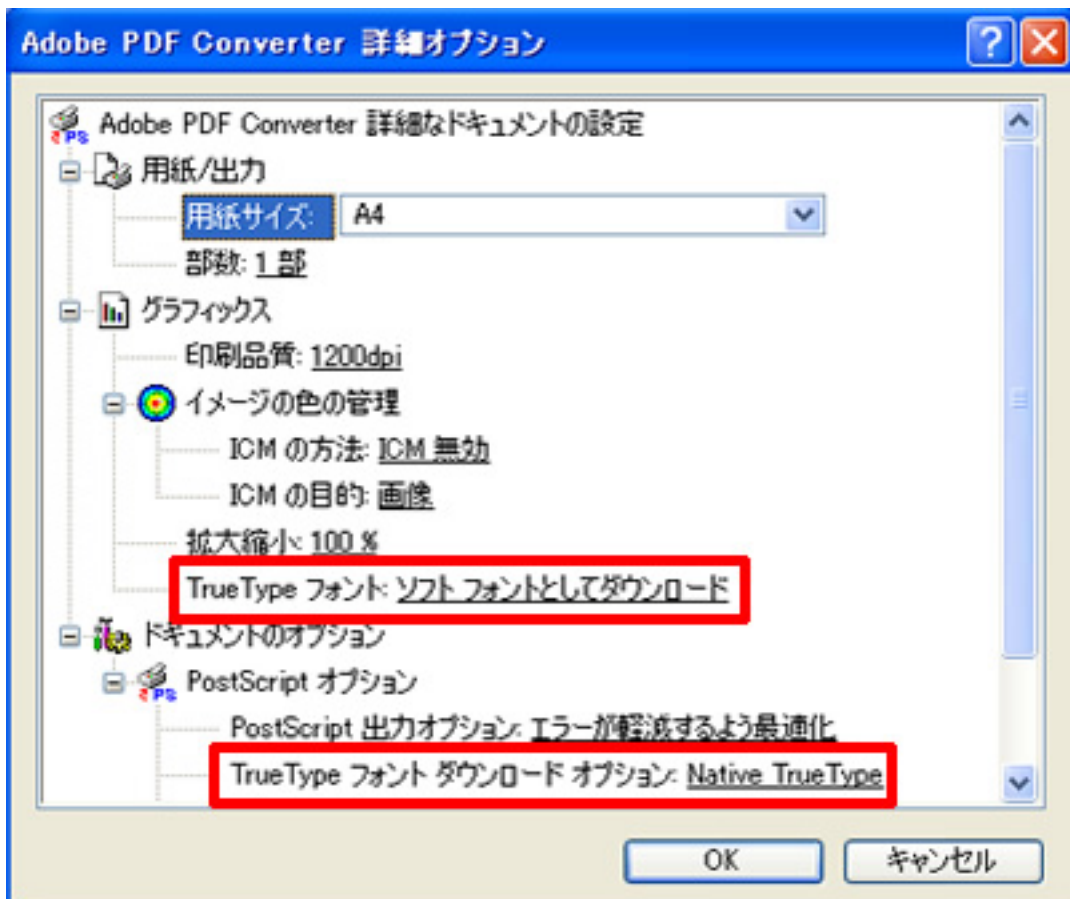 Adobe PDF Converter 詳細オプション
Adobe PDF Converter 詳細なドキュメントの設定
用紙/出力
用紙サイズ: A4
部数: 1 部
グラフィックス
印刷品質: 1200dpi
イメージの色の管理
ICM の方法: ICM 無効
ICM の目的: 画像
拡大縮小: 100 %
TrueType フォント: ソフト フォントとしてダウンロード
ドキュメントのオプション
PostScript オプション
PostScript 出力オプション: エラーが軽減するよう最適化
TrueType フォント ダウンロード オプション: Native TrueType
OK キャンセル